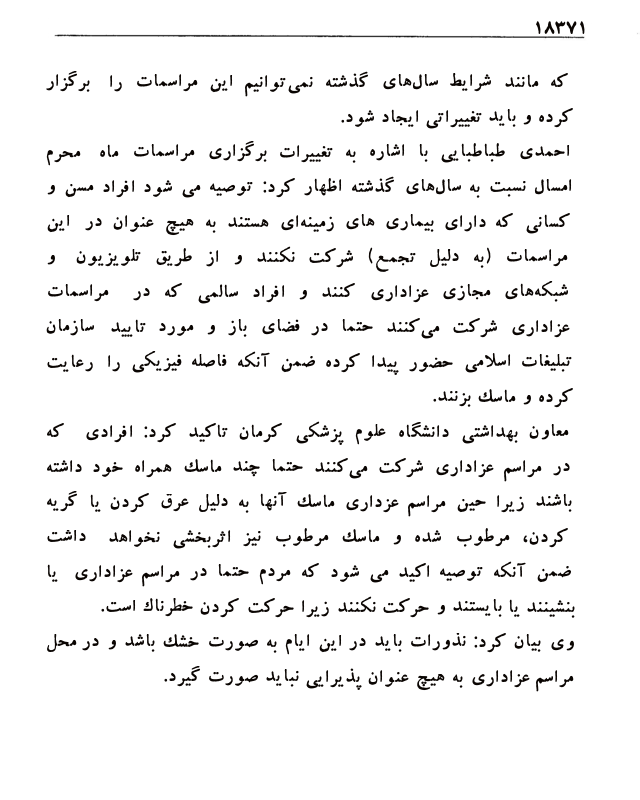 ۱۸۳۷۱
که مانند شرایط سال‌های گذشته نمی‌توانیم این مراسمات را برگزار
کرده و باید تغییراتی ایجاد شود.
احمدی طباطبایی با اشاره به تغییرات برگزاری مراسمات ماه محرم
امسال نسبت به سال‌های گذشته اظهار کرد: توصیه می شود افراد مسن و
کسانی که دارای بیماری های زمینه‌ای هستند به هیچ عنوان در این
مراسمات (به دلیل تجمع) شرکت نکنند و از طریق تلویزیون و
شبکه‌های مجازی عزاداری کنند و افراد سالمی که در مراسمات
عزاداری شرکت می‌کنند حتما در فضای باز و مورد تایید سازمان
تبلیغات اسلامی حضور پیدا کرده ضمن آنکه فاصله فیزیکی را رعایت
کرده و ماسك بزنند.
معاون بهداشتی دانشگاه علوم پزشکی کرمان تاکید کرد: افرادی که
در مراسم عزاداری شرکت می‌کنند حتما چند ماسك همراه خود داشته
باشند زیرا حین مراسم عزداری ماسك آنها به دلیل عرق کردن یا گریه
کردن، مرطوب شده و ماسك مرطوب نیز اثربخشی نخواهد داشت
ضمن آنکه توصیه اکید می شود که مردم حتما در مراسم عزاداری یا
بنشینند یا بایستند و حرکت نکنند زیرا حرکت کردن خطرناك است.
وی بیان کرد: نذورات باید در این ایام به صورت خشك باشد و در محل
مراسم عزاداری به هیچ عنوان پذیرایی نباید صورت گیرد.